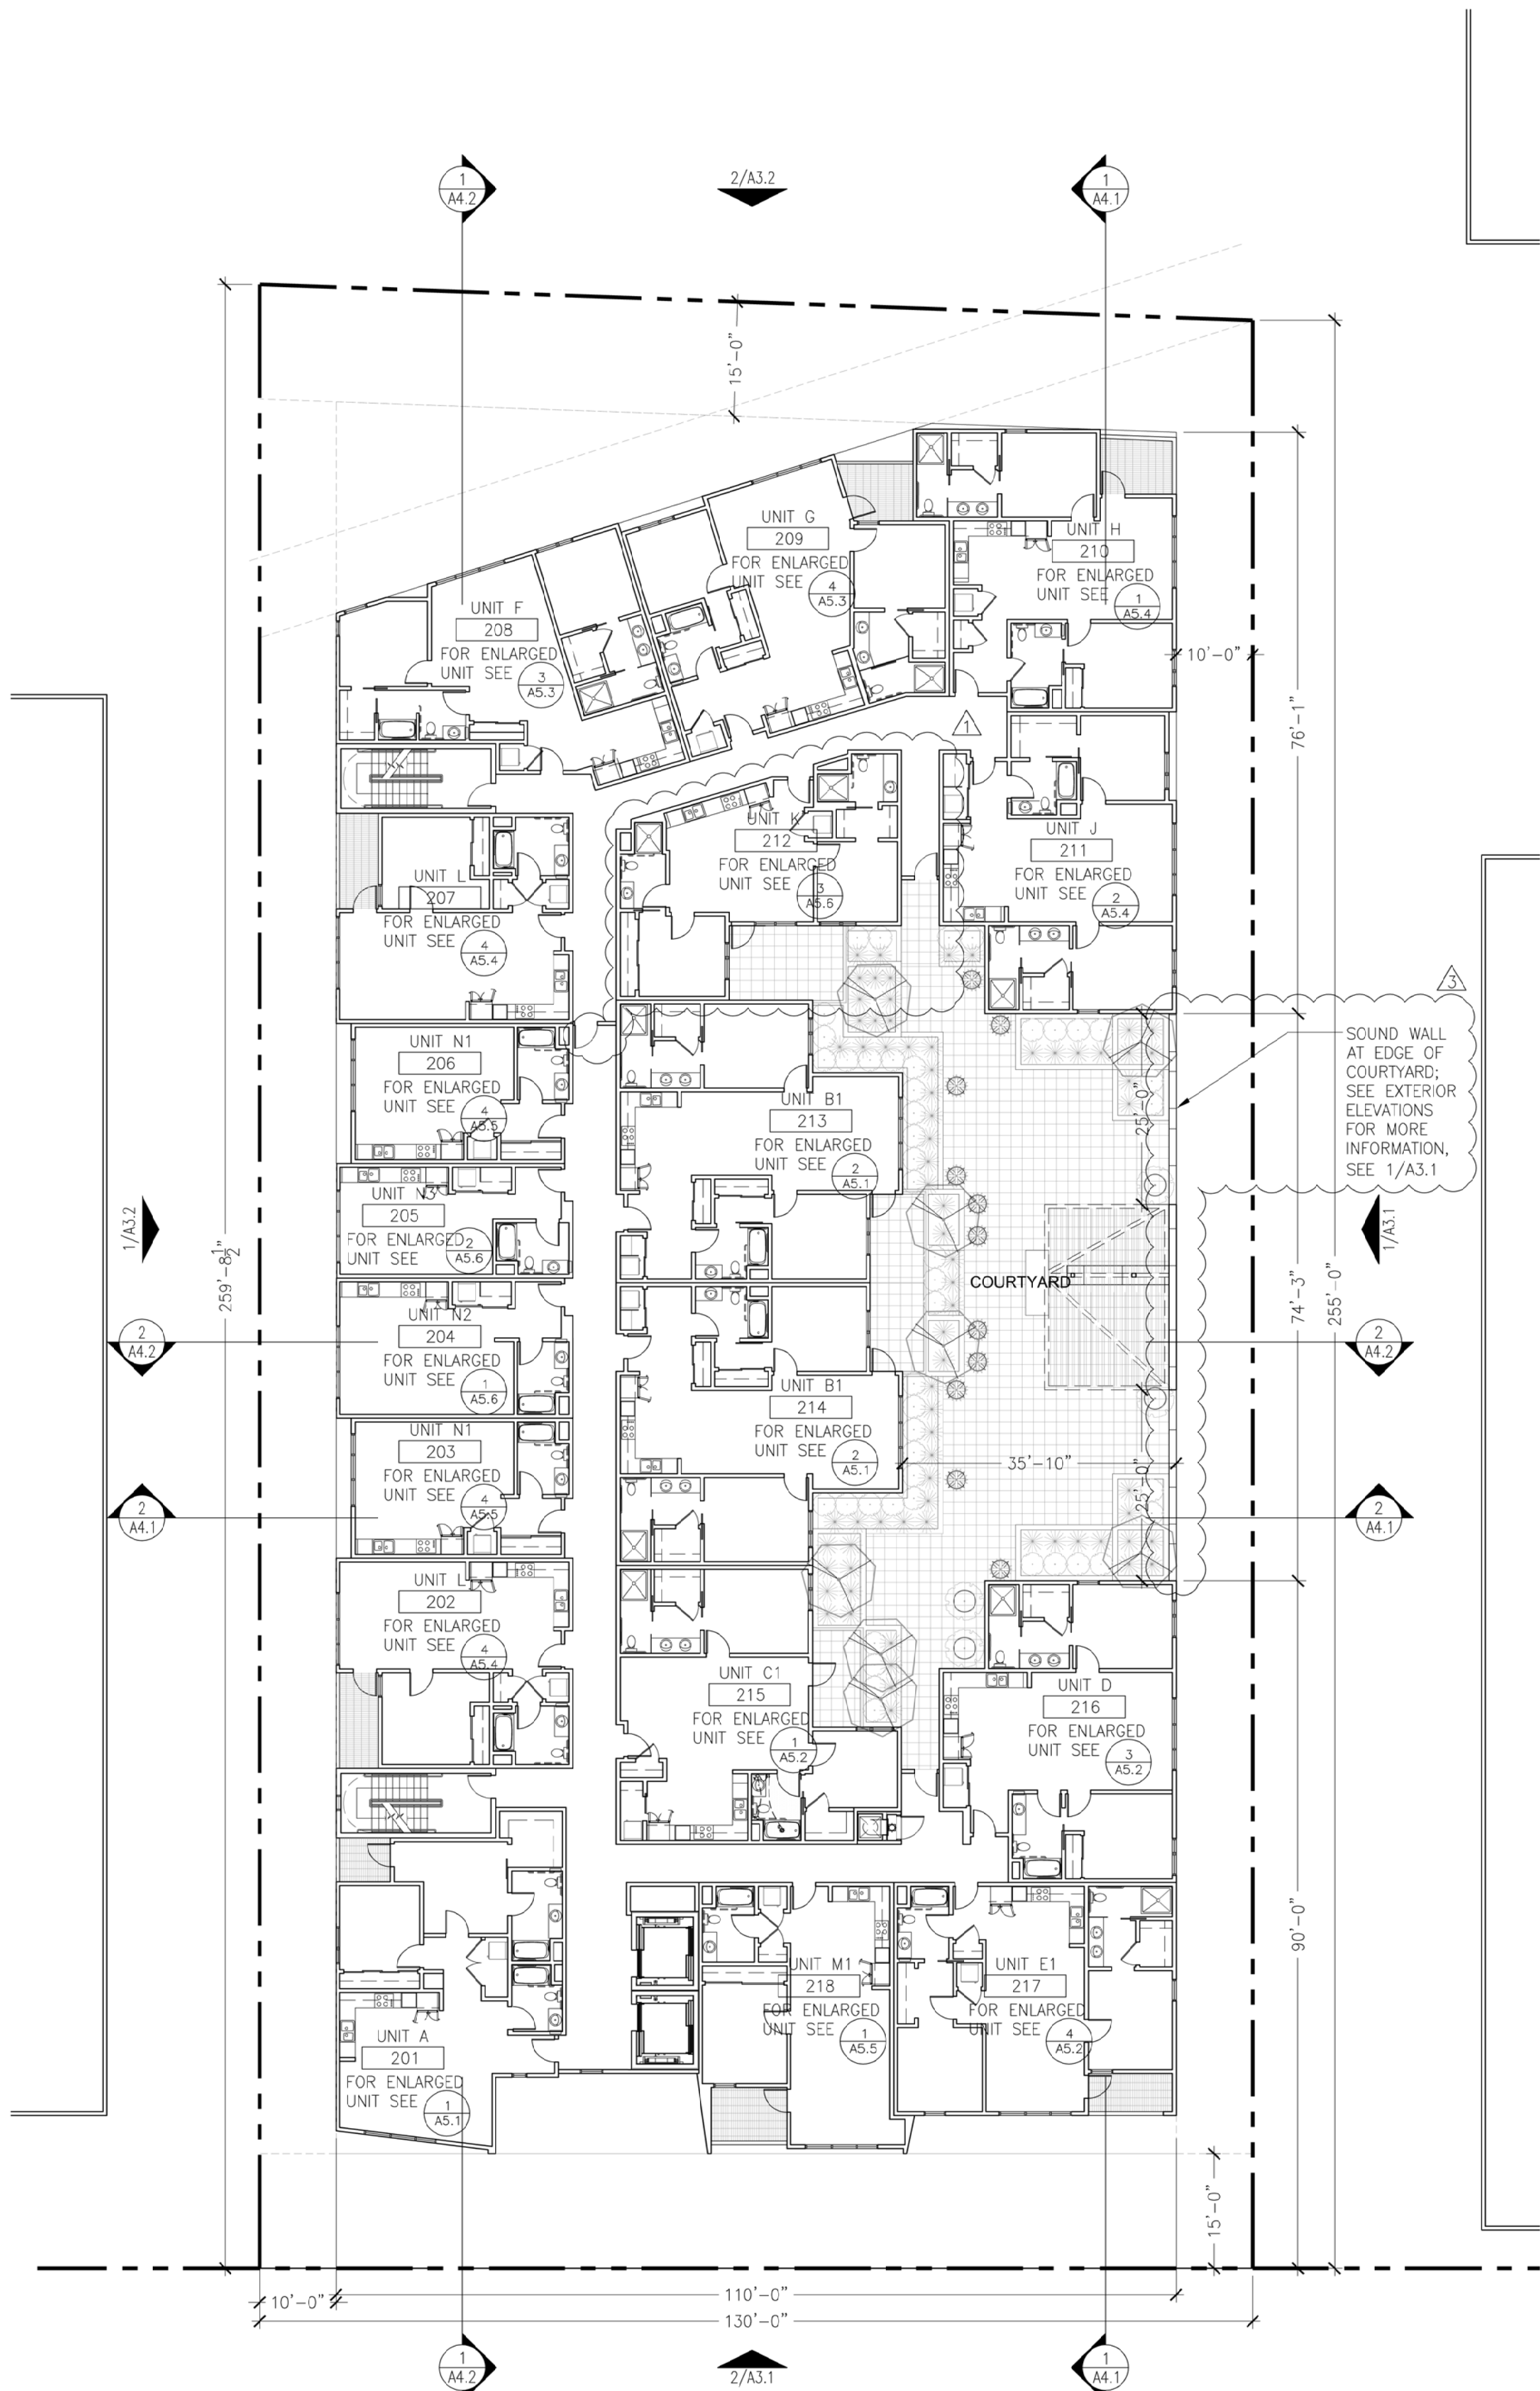 1
A4.2
2/A3.2
1
A4.1
15'-0"
UNIT G
209
FOR ENLARGED
UNIT SEE
4
A5.3
UNIT H
210
FOR ENLARGED
UNIT SEE
1
A5.4
UNIT F
208
FOR ENLARGED
UNIT SEE
3
A5.3
10'-0"
76'-1"
1
UNIT K
212
FOR ENLARGED
UNIT SEE
3
A5.6
UNIT J
211
FOR ENLARGED
UNIT SEE
2
A5.4
UNIT L
207
FOR ENLARGED
UNIT SEE
4
A5.4
3
SOUND WALL
AT EDGE OF
COURTYARD;
SEE EXTERIOR
ELEVATIONS
FOR MORE
INFORMATION,
SEE 1/A3.1
UNIT N1
206
FOR ENLARGED
UNIT SEE
4
A5.5
UNIT B1
213
FOR ENLARGED
UNIT SEE
2
A5.1
25'-0"
UNIT N3
205
FOR ENLARGED
UNIT SEE
2
A5.6
1/A3.2
1/A3.1
259'-8 1/2"
COURTYARD"
74'-3"
255'-0"
UNIT N2
204
FOR ENLARGED
UNIT SEE
1
A5.6
2
A4.2
2
A4.2
UNIT B1
214
FOR ENLARGED
UNIT SEE
2
A5.1
UNIT N1
203
FOR ENLARGED
UNIT SEE
4
A5.5
35'-10"
25'-0"
2
A4.1
2
A4.1
UNIT L
202
FOR ENLARGED
UNIT SEE
4
A5.4
UNIT C1
215
FOR ENLARGED
UNIT SEE
1
A5.2
UNIT D
216
FOR ENLARGED
UNIT SEE
3
A5.2
90'-0"
UNIT M1
218
FOR ENLARGED
UNIT SEE
1
A5.5
UNIT E1
217
FOR ENLARGED
UNIT SEE
4
A5.2
UNIT A
201
FOR ENLARGED
UNIT SEE
1
A5.1
15'-0"
10'-0"
110'-0"
130'-0"
1
A4.2
2/A3.1
1
A4.1